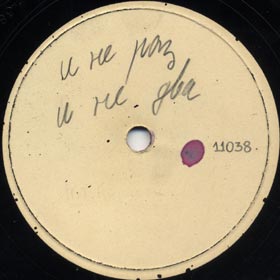 и не раз
и не два
11038